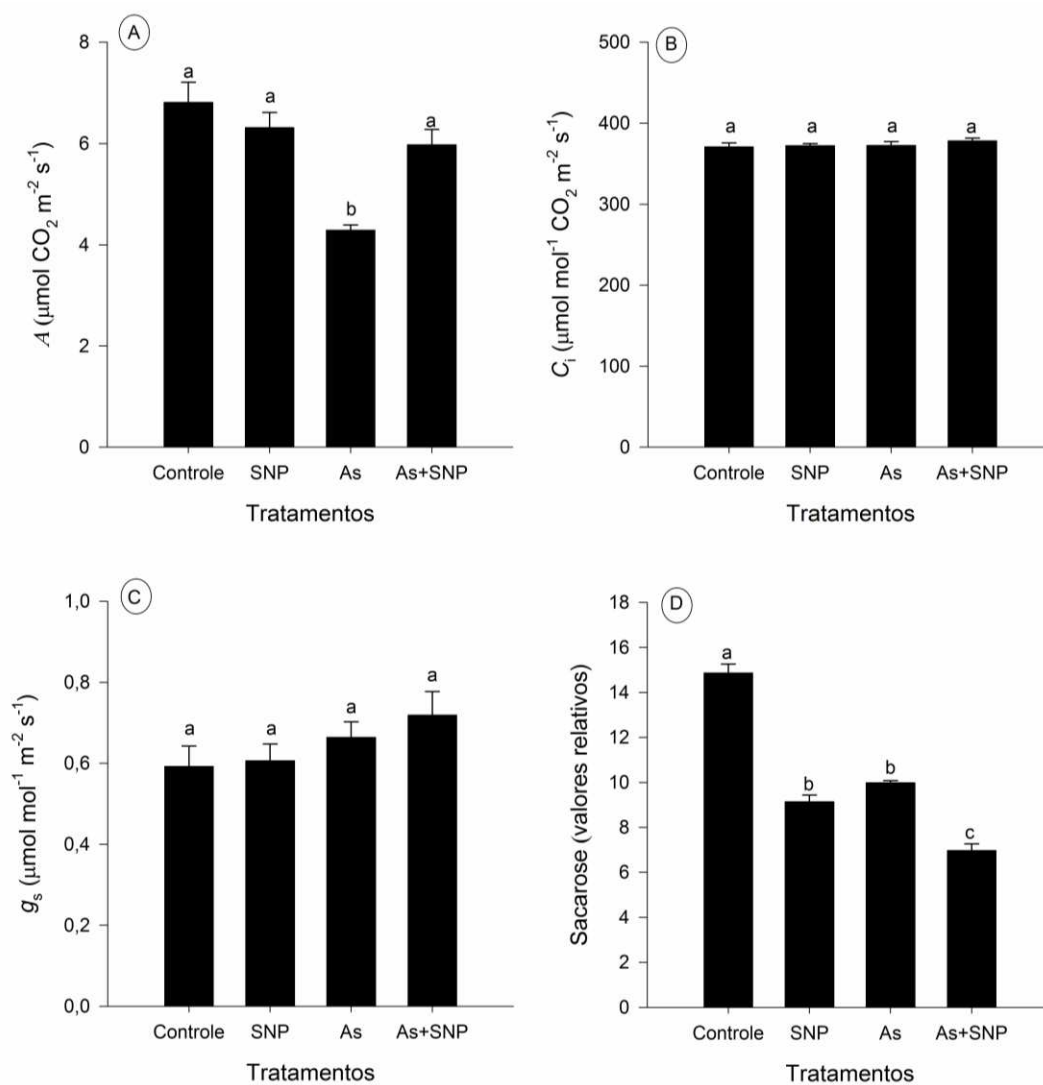 A
A (μmol CO₂ m⁻² s⁻¹)
8
6
4
2
0
a
a
b
a
Controle SNP As As+SNP
Tratamentos
B
Cᵢ (μmol mol⁻¹ CO₂ m⁻² s⁻¹)
500
400
300
200
100
0
a a a a
Controle SNP As As+SNP
Tratamentos
C
gₛ (μmol mol⁻¹ m⁻² s⁻¹)
1,0
0,8
0,6
0,4
0,2
0,0
a a a a
Controle SNP As As+SNP
Tratamentos
D
Sacarose (valores relativos)
18
16
14
12
10
8
6
4
2
0
a
b
b
c
Controle SNP As As+SNP
Tratamentos